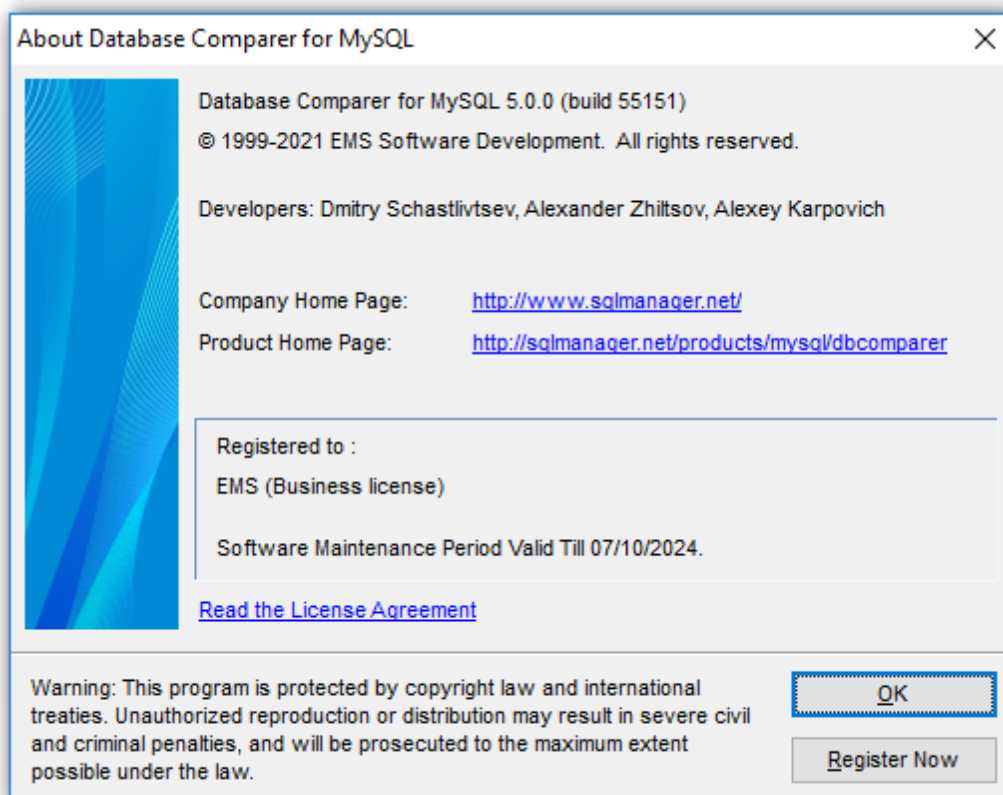 About Database Comparer for MySQL
Database Comparer for MySQL 5.0.0 (build 55151)
© 1999-2021 EMS Software Development. All rights reserved.
Developers: Dmitry Schastlivtsev, Alexander Zhiltsov, Alexey Karpovich
Company Home Page: http://www.sqlmanager.net/
Product Home Page: http://sqlmanager.net/products/mysql/dbcomparer
Registered to :
EMS (Business license)
Software Maintenance Period Valid Till 07/10/2024.
Read the License Agreement
Warning: This program is protected by copyright law and international
treaties. Unauthorized reproduction or distribution may result in severe civil
and criminal penalties, and will be prosecuted to the maximum extent
possible under the law.
OK
Register Now